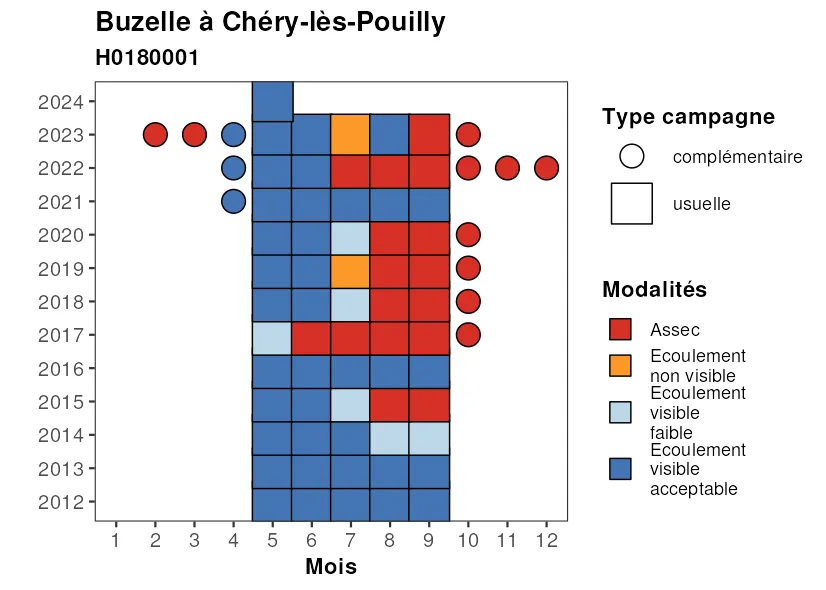 Buzelle à Chéry-lès-Pouilly
H0180001
2024
2023
2022
2021
2020
2019
2018
2017
2016
2015
2014
2013
2012
1 2 3 4 5 6 7 8 9 10 11 12
Mois
Type campagne
complémentaire
usuelle
Modalités
Assec
Ecoulement
non visible
Ecoulement
visible
faible
Ecoulement
visible
acceptable